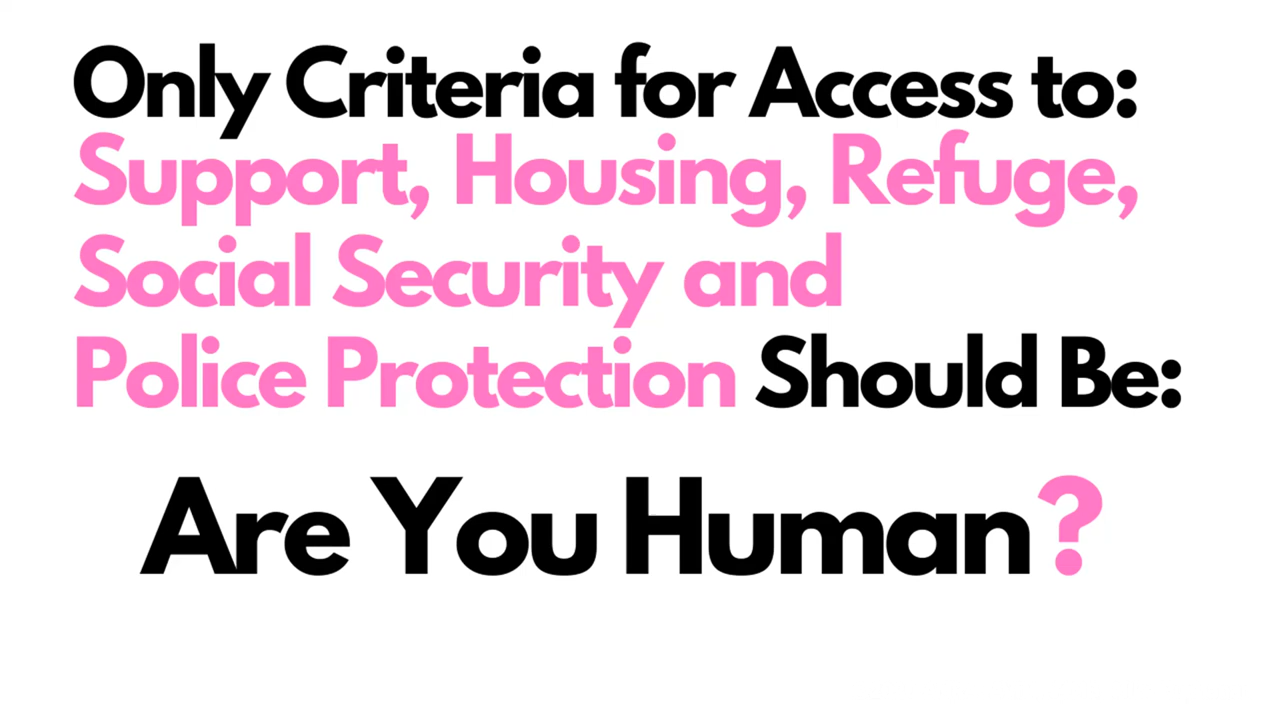 Only Criteria for Access to:
Support, Housing, Refuge,
Social Security and
Police Protection Should Be:
Are You Human?